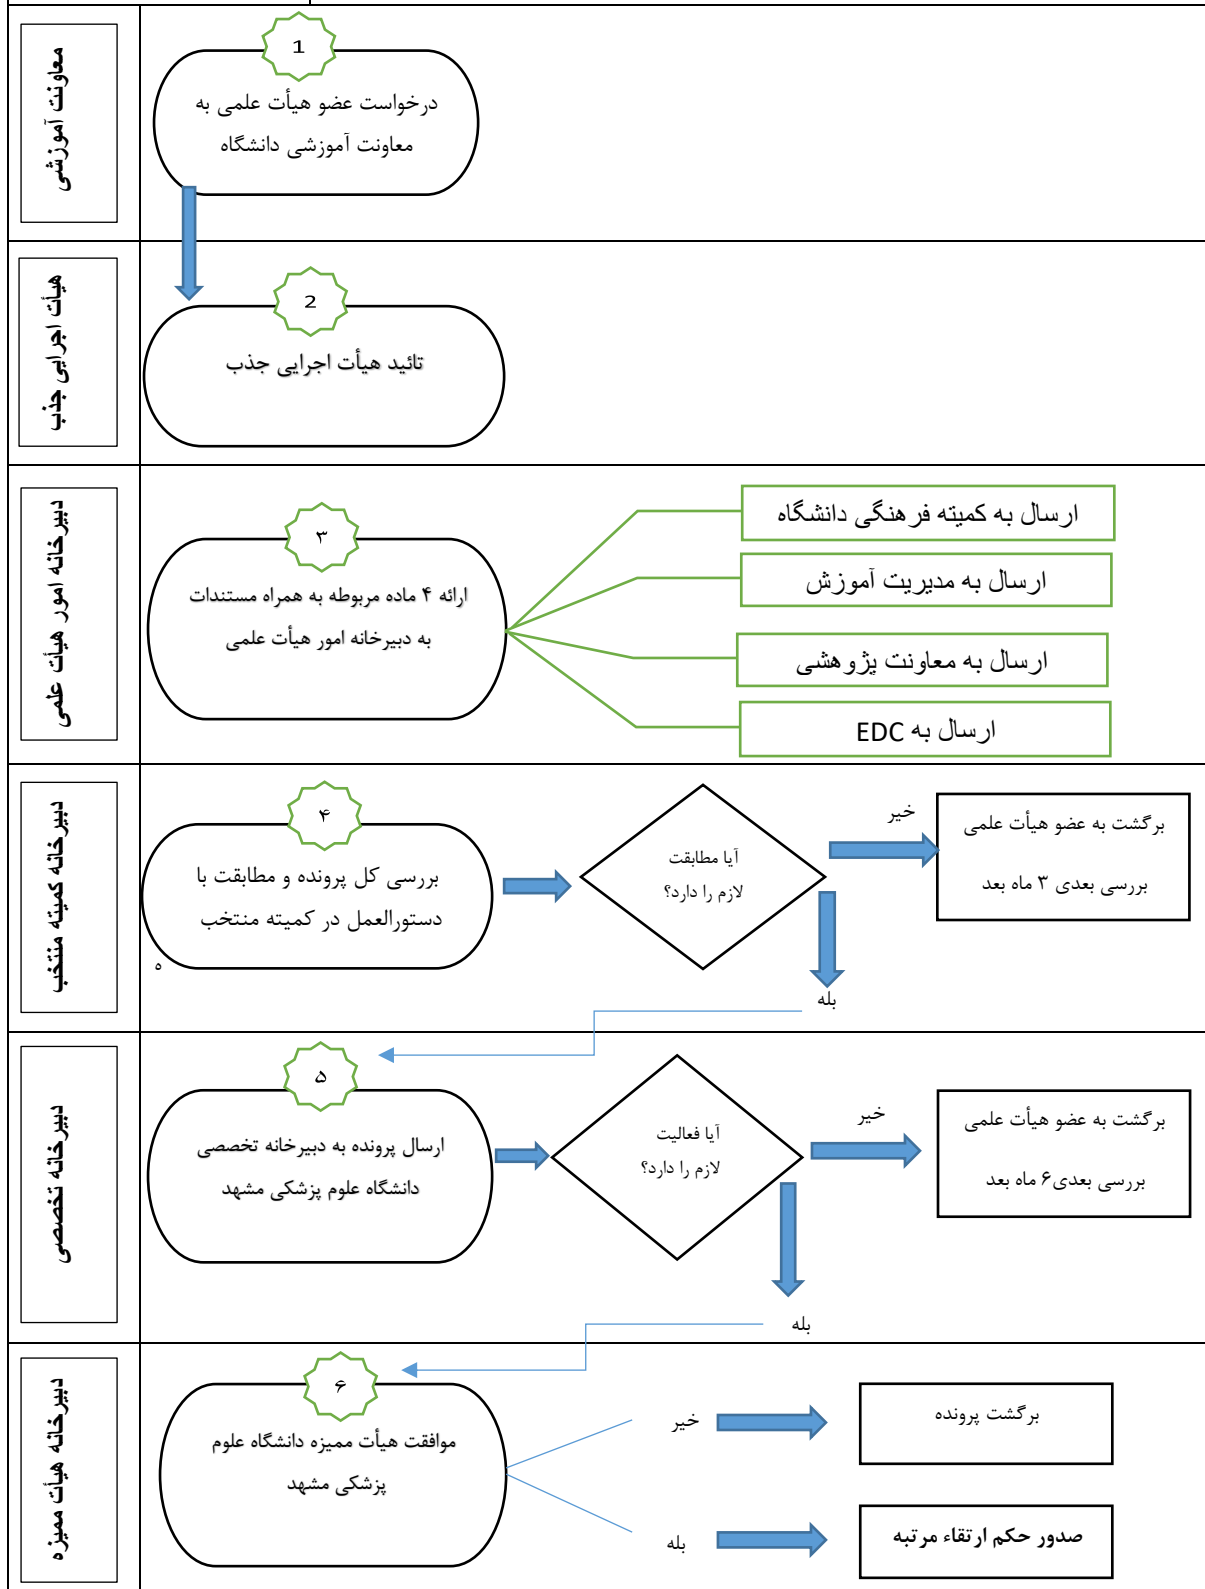 معاونت آموزشی
1
درخواست عضو هیأت علمی به
معاونت آموزشی دانشگاه
هیأت اجرایی جذب
2
تائید هیأت اجرایی جذب
دبیرخانه امور هیأت علمی
۳
ارائه ۴ ماده مربوطه به همراه مستندات
به دبیرخانه امور هیأت علمی
ارسال به کمیته فرهنگی دانشگاه
ارسال به مدیریت آموزش
ارسال به معاونت پژوهشی
ارسال به EDC
دبیرخانه کمیته منتخب
۴
بررسی کل پرونده و مطابقت با
دستورالعمل در کمیته منتخب
ه
آیا مطابقت
لازم را دارد؟
خیر
برگشت به عضو هیأت علمی
بررسی بعدی ۳ ماه بعد
بله
دبیرخانه تخصصی
۵
ارسال پرونده به دبیرخانه تخصصی
دانشگاه علوم پزشکی مشهد
آیا فعالیت
لازم را دارد؟
خیر
برگشت به عضو هیأت علمی
بررسی بعدی۶ ماه بعد
بله
دبیرخانه هیأت ممیزه
۶
موافقت هیأت ممیزه دانشگاه علوم
پزشکی مشهد
خیر
برگشت پرونده
بله
صدور حکم ارتقاء مرتبه